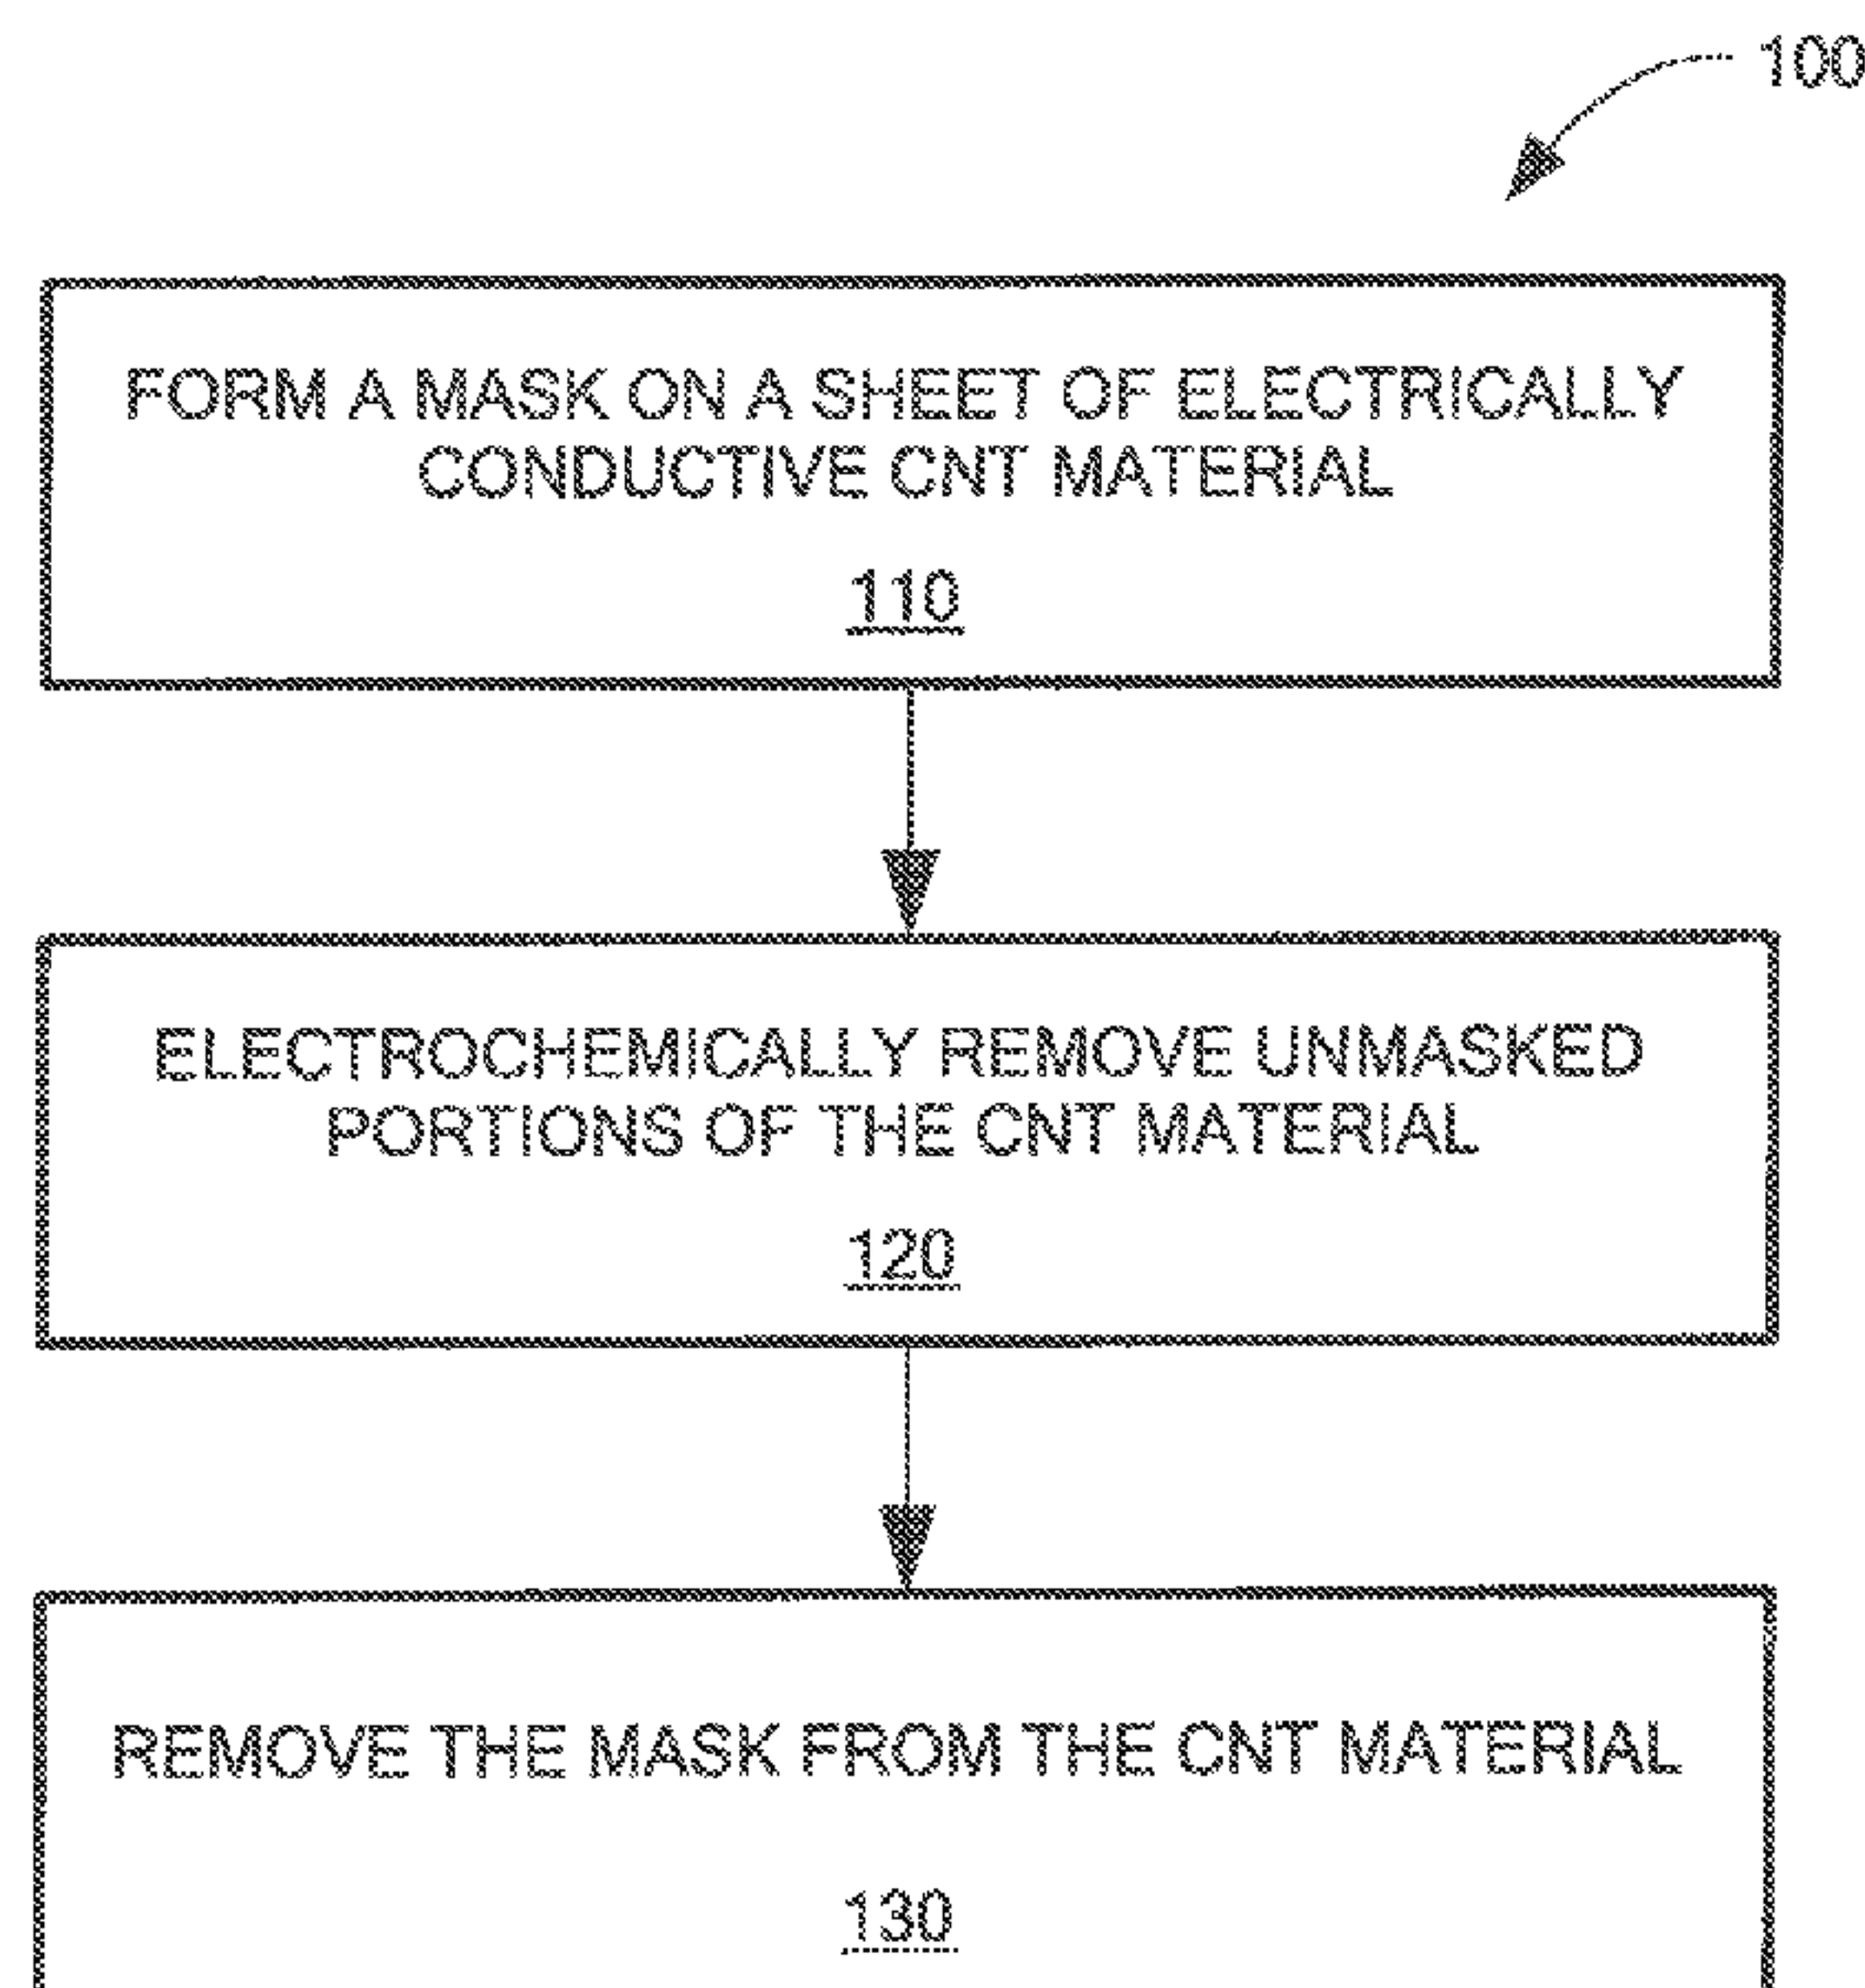 100
FORM A MASK ON A SHEET OF ELECTRICALLY
CONDUCTIVE CNT MATERIAL
110
ELECTROCHEMICALLY REMOVE UNMASKED
PORTIONS OF THE CNT MATERIAL
120
REMOVE THE MASK FROM THE CNT MATERIAL
130